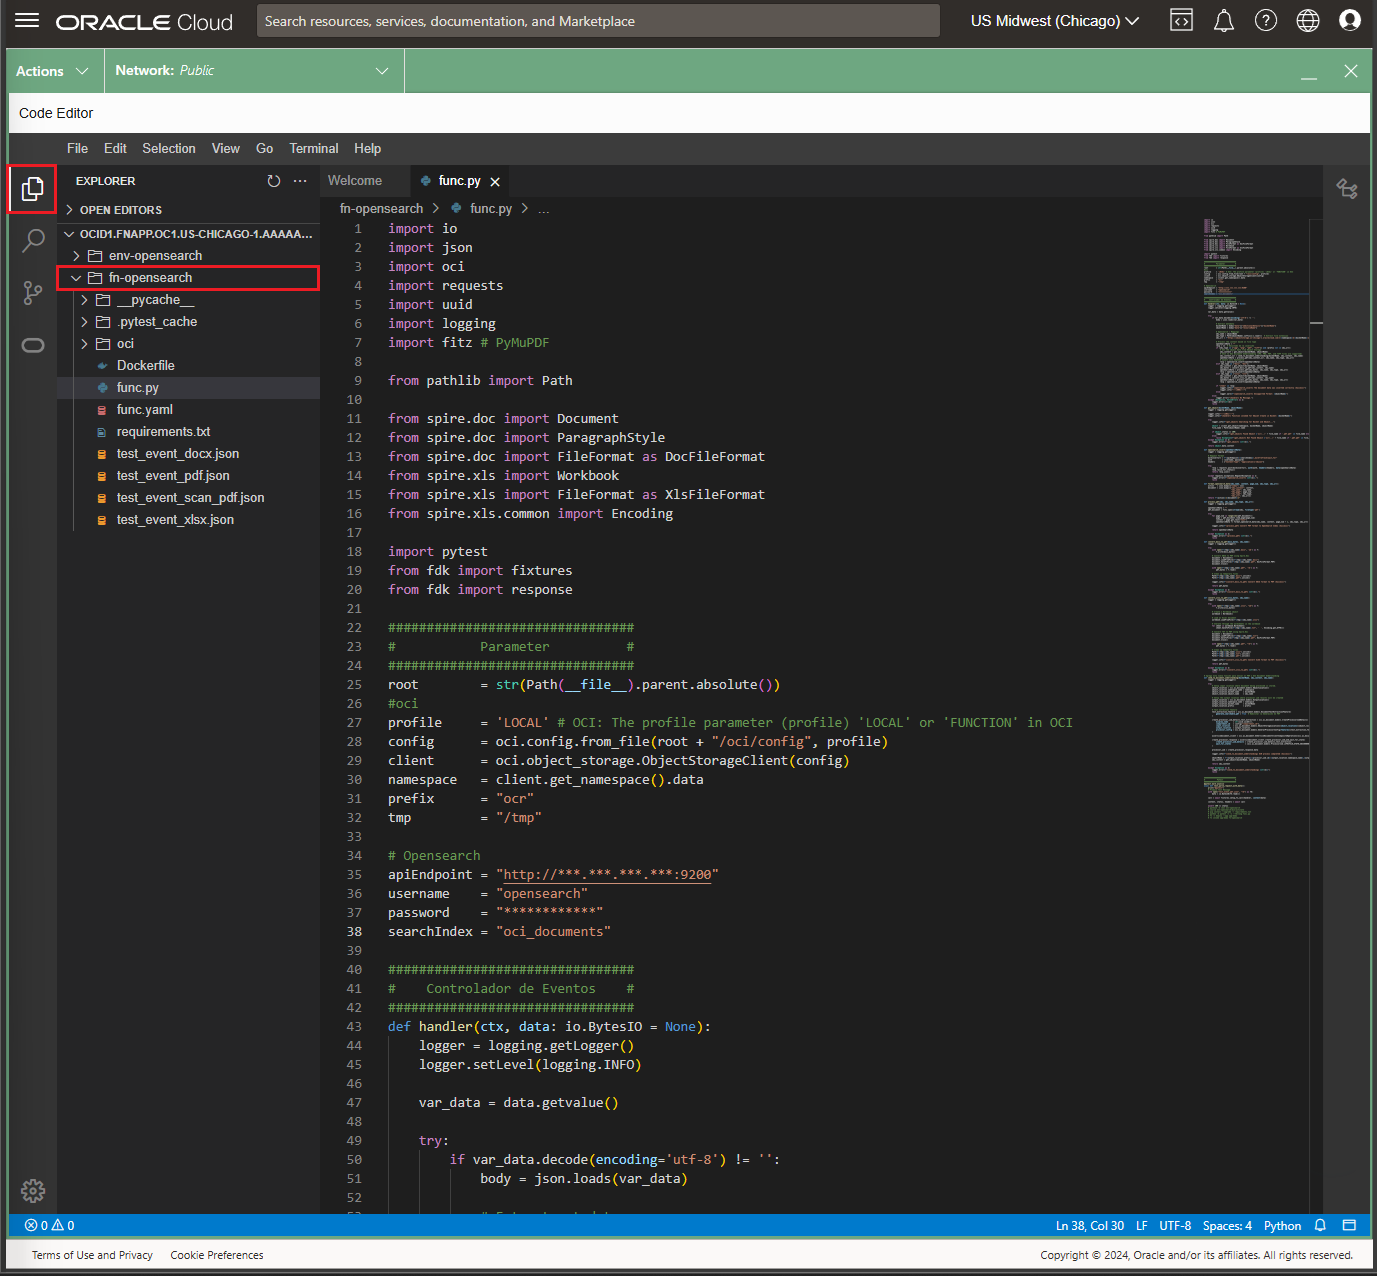 ORACLE Cloud
Search resources, services, documentation, and Marketplace
US Midwest (Chicago)
Actions
Network: Public
Code Editor
File Edit Selection View Go Terminal Help
EXPLORER
Welcome
func.py
OPEN EDITORS
fn-opensearch > func.py > ...
OCID1.FNAPP.OC1.US-CHICAGO-1.AAAAA...
env-opensearch
fn-opensearch
__pycache__
.pytest_cache
oci
Dockerfile
func.py
func.yaml
requirements.txt
test_event_docx.json
test_event_pdf.json
test_event_scan_pdf.json
test_event_xlsx.json
1 import io
2 import json
3 import oci
4 import requests
5 import uuid
6 import logging
7 import fitz # PyMuPDF
8
9 from pathlib import Path
10
11 from spire.doc import Document
12 from spire.doc import ParagraphStyle
13 from spire.doc import FileFormat as DocFileFormat
14 from spire.xls import Workbook
15 from spire.xls import FileFormat as XlsFileFormat
16 from spire.xls.common import Encoding
17
18 import pytest
19 from fdk import fixtures
20 from fdk import response
21
22 ################################
23 #           Parameter          #
24 ################################
25 root        = str(Path(__file__).parent.absolute())
26 #oci
27 profile     = 'LOCAL' # OCI: The profile parameter (profile) 'LOCAL' or 'FUNCTION' in OCI
28 config      = oci.config.from_file(root + "/oci/config", profile)
29 client      = oci.object_storage.ObjectStorageClient(config)
30 namespace   = client.get_namespace().data
31 prefix      = "ocr"
32 tmp         = "/tmp"
33
34 # Opensearch
35 apiEndpoint = "http://***.***.***.***:9200"
36 username    = "opensearch"
37 password    = "************"
38 searchIndex = "oci_documents"
39
40 ################################
41 #    Controlador de Eventos    #
42 ################################
43 def handler(ctx, data: io.BytesIO = None):
44     logger = logging.getLogger()
45     logger.setLevel(logging.INFO)
46
47     var_data = data.getvalue()
48
49     try:
50         if var_data.decode(encoding='utf-8') != '':
51             body = json.loads(var_data)
52
0 0
Ln 38, Col 30 LF UTF-8 Spaces: 4 Python
Terms of Use and Privacy Cookie Preferences
Copyright © 2024, Oracle and/or its affiliates. All rights reserved.